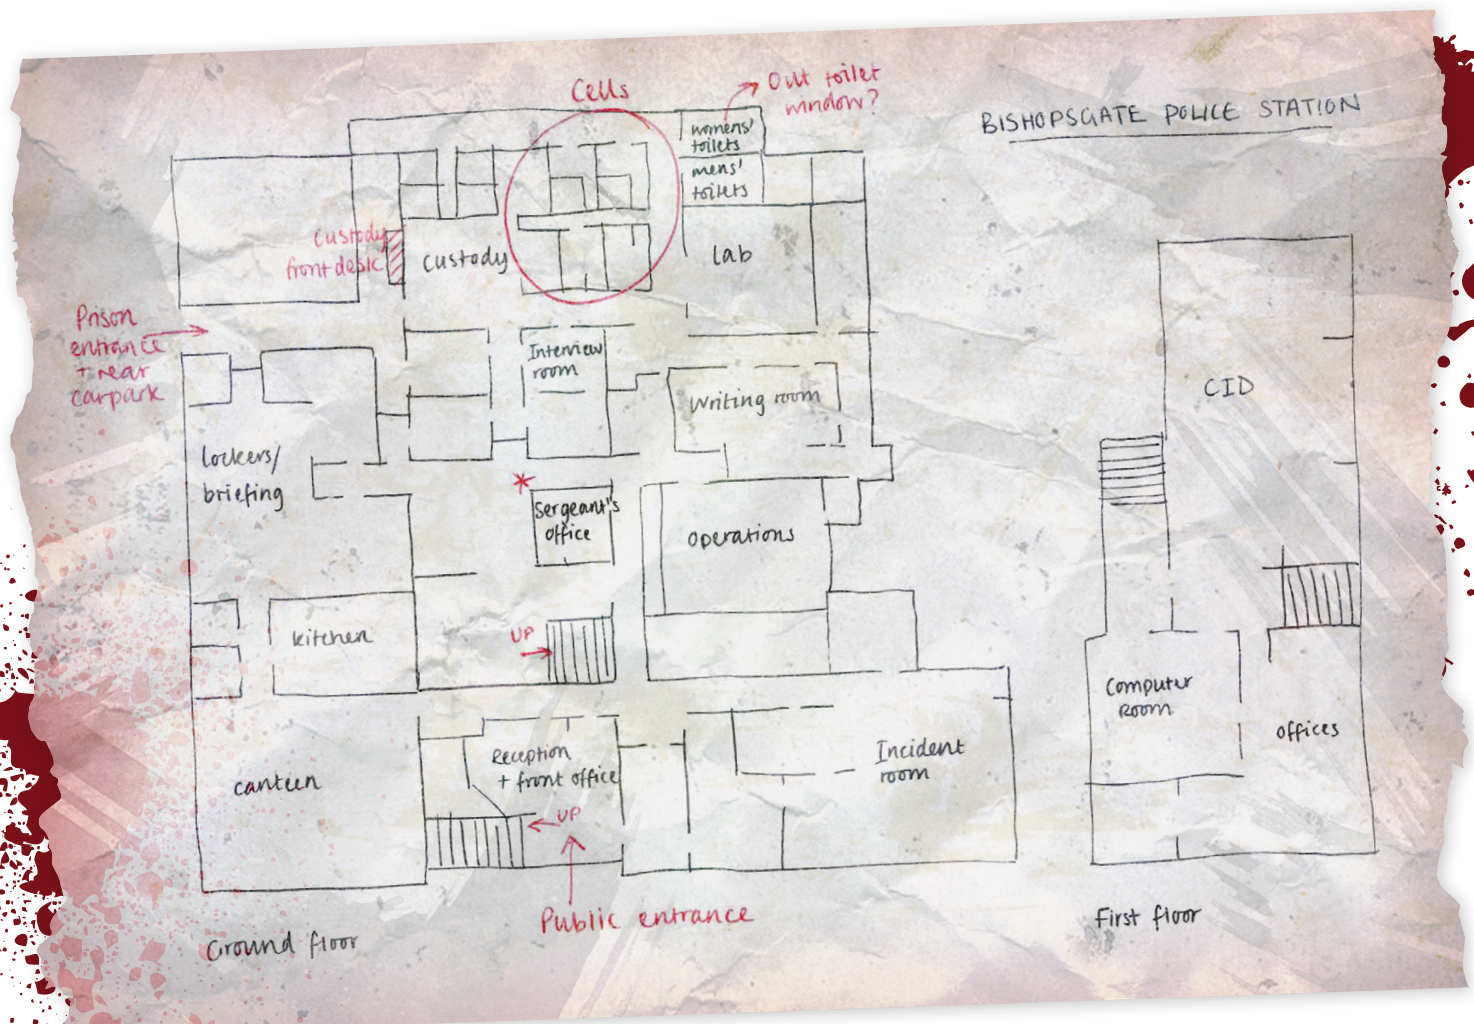 Cells
Out toilet
window?
BISHOPSGATE POLICE STATION
womens'
toilets
mens'
toilets
Custody
front desk
custody
lab
Prison
entrance
+ rear
carpark
Interview
room
Writing room
CID
lockers/
briefing
Sergeant's
office
operations
kitchen
UP
Computer
Room
offices
canteen
Reception
+ front office
Incident
room
UP
Public entrance
Ground floor
First floor